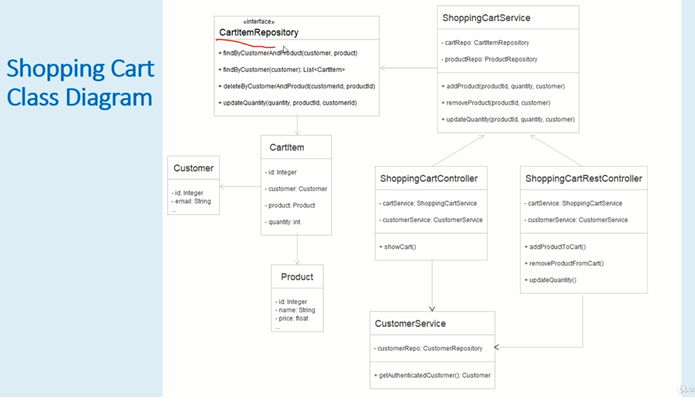 Shopping Cart
Class Diagram
«interface»
CartItemRepository
+ findByCustomerAndProduct(customer, product)
+ findByCustomer(customer): List<CartItem>
+ deleteByCustomerAndProduct(customerId, productId)
+ updateQuantity(quantity, productId, customerId)
ShoppingCartService
- cartRepo: CartItemRepository
- productRepo: ProductRepository
+ addProduct(productId, quantity, customer)
+ removeProduct(productId, customer)
+ updateQuantity(productId, quantity, customer)
CartItem
- id: Integer
- customer: Customer
- product: Product
- quantity: int
Customer
- id: Integer
- email: String
...
Product
- id: Integer
- name: String
- price: float
...
ShoppingCartController
- cartService: ShoppingCartService
- customerService: CustomerService
+ showCart()
ShoppingCartRestController
- cartService: ShoppingCartService
- customerService: CustomerService
+ addProductToCart()
+ removeProductFromCart()
+ updateQuantity()
CustomerService
- customerRepo: CustomerRepository
+ getAuthenticatedCustomer(): Customer